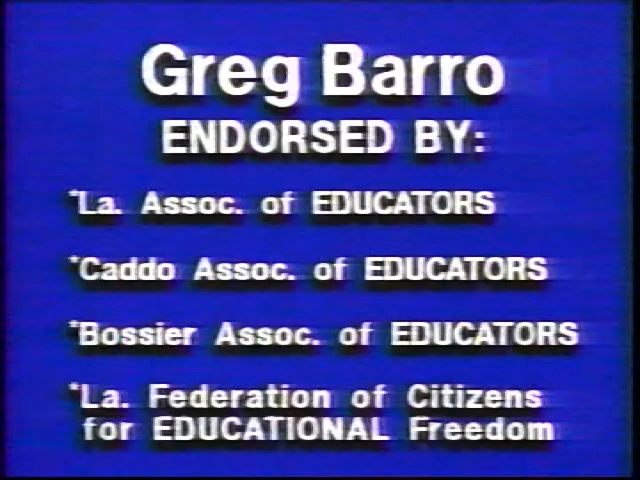 Greg Barro
ENDORSED BY:
*La. Assoc. of EDUCATORS
*Caddo Assoc. of EDUCATORS
*Bossier Assoc. of EDUCATORS
*La. Federation of Citizens
for EDUCATIONAL Freedom